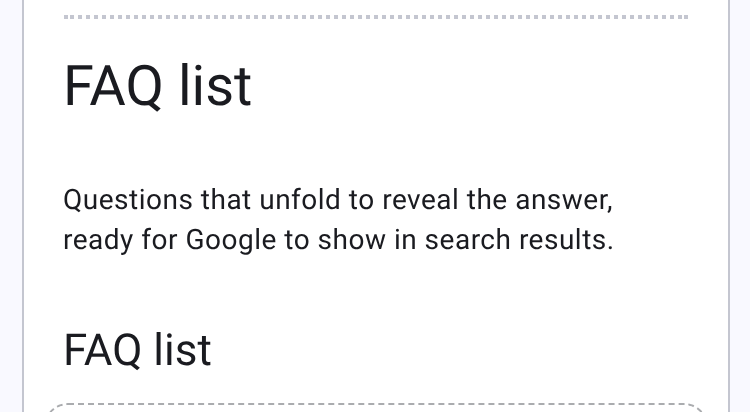 FAQ list
Questions that unfold to reveal the answer,
ready for Google to show in search results.
FAQ list